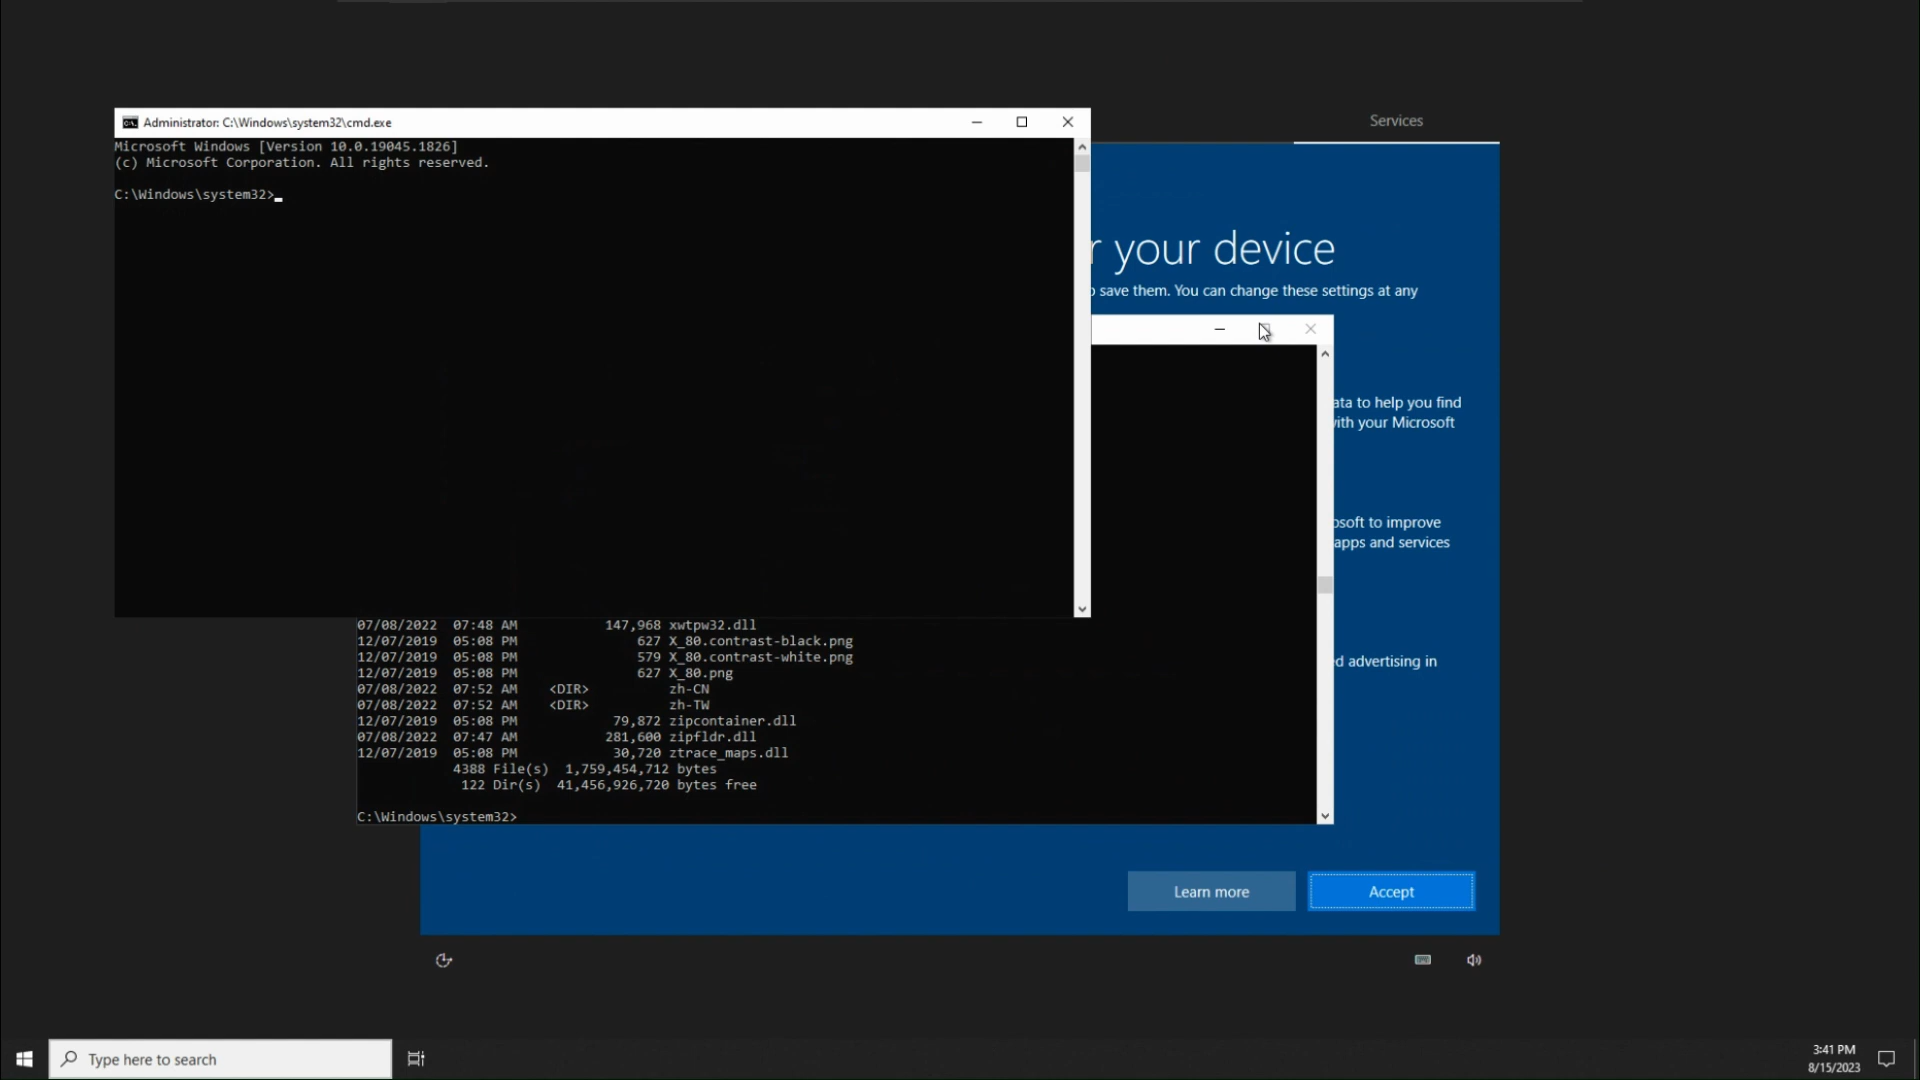 Services
Administrator: C:\Windows\system32\cmd.exe
Microsoft Windows [Version 10.0.19045.1826]
(c) Microsoft Corporation. All rights reserved.
C:\Windows\system32>
your device
save them. You can change these settings at any
to help you find
with your Microsoft
to improve
apps and services
advertising in
07/08/2022 07:48 AM 147,968 xwtpw32.dll
12/07/2019 05:08 PM 627 X_80.contrast-black.png
12/07/2019 05:08 PM 579 X_80.contrast-white.png
12/07/2019 05:08 PM 627 X_80.png
07/08/2022 07:52 AM <DIR> zh-CN
07/08/2022 07:52 AM <DIR> zh-TW
12/07/2019 05:08 PM 79,872 zipcontainer.dll
07/08/2022 07:47 AM 281,600 zipfldr.dll
12/07/2019 05:08 PM 30,720 ztrace_maps.dll
4388 File(s) 1,759,454,712 bytes
122 Dir(s) 41,456,926,720 bytes free
C:\Windows\system32>
Learn more
Accept
Type here to search
3:41 PM
8/15/2023